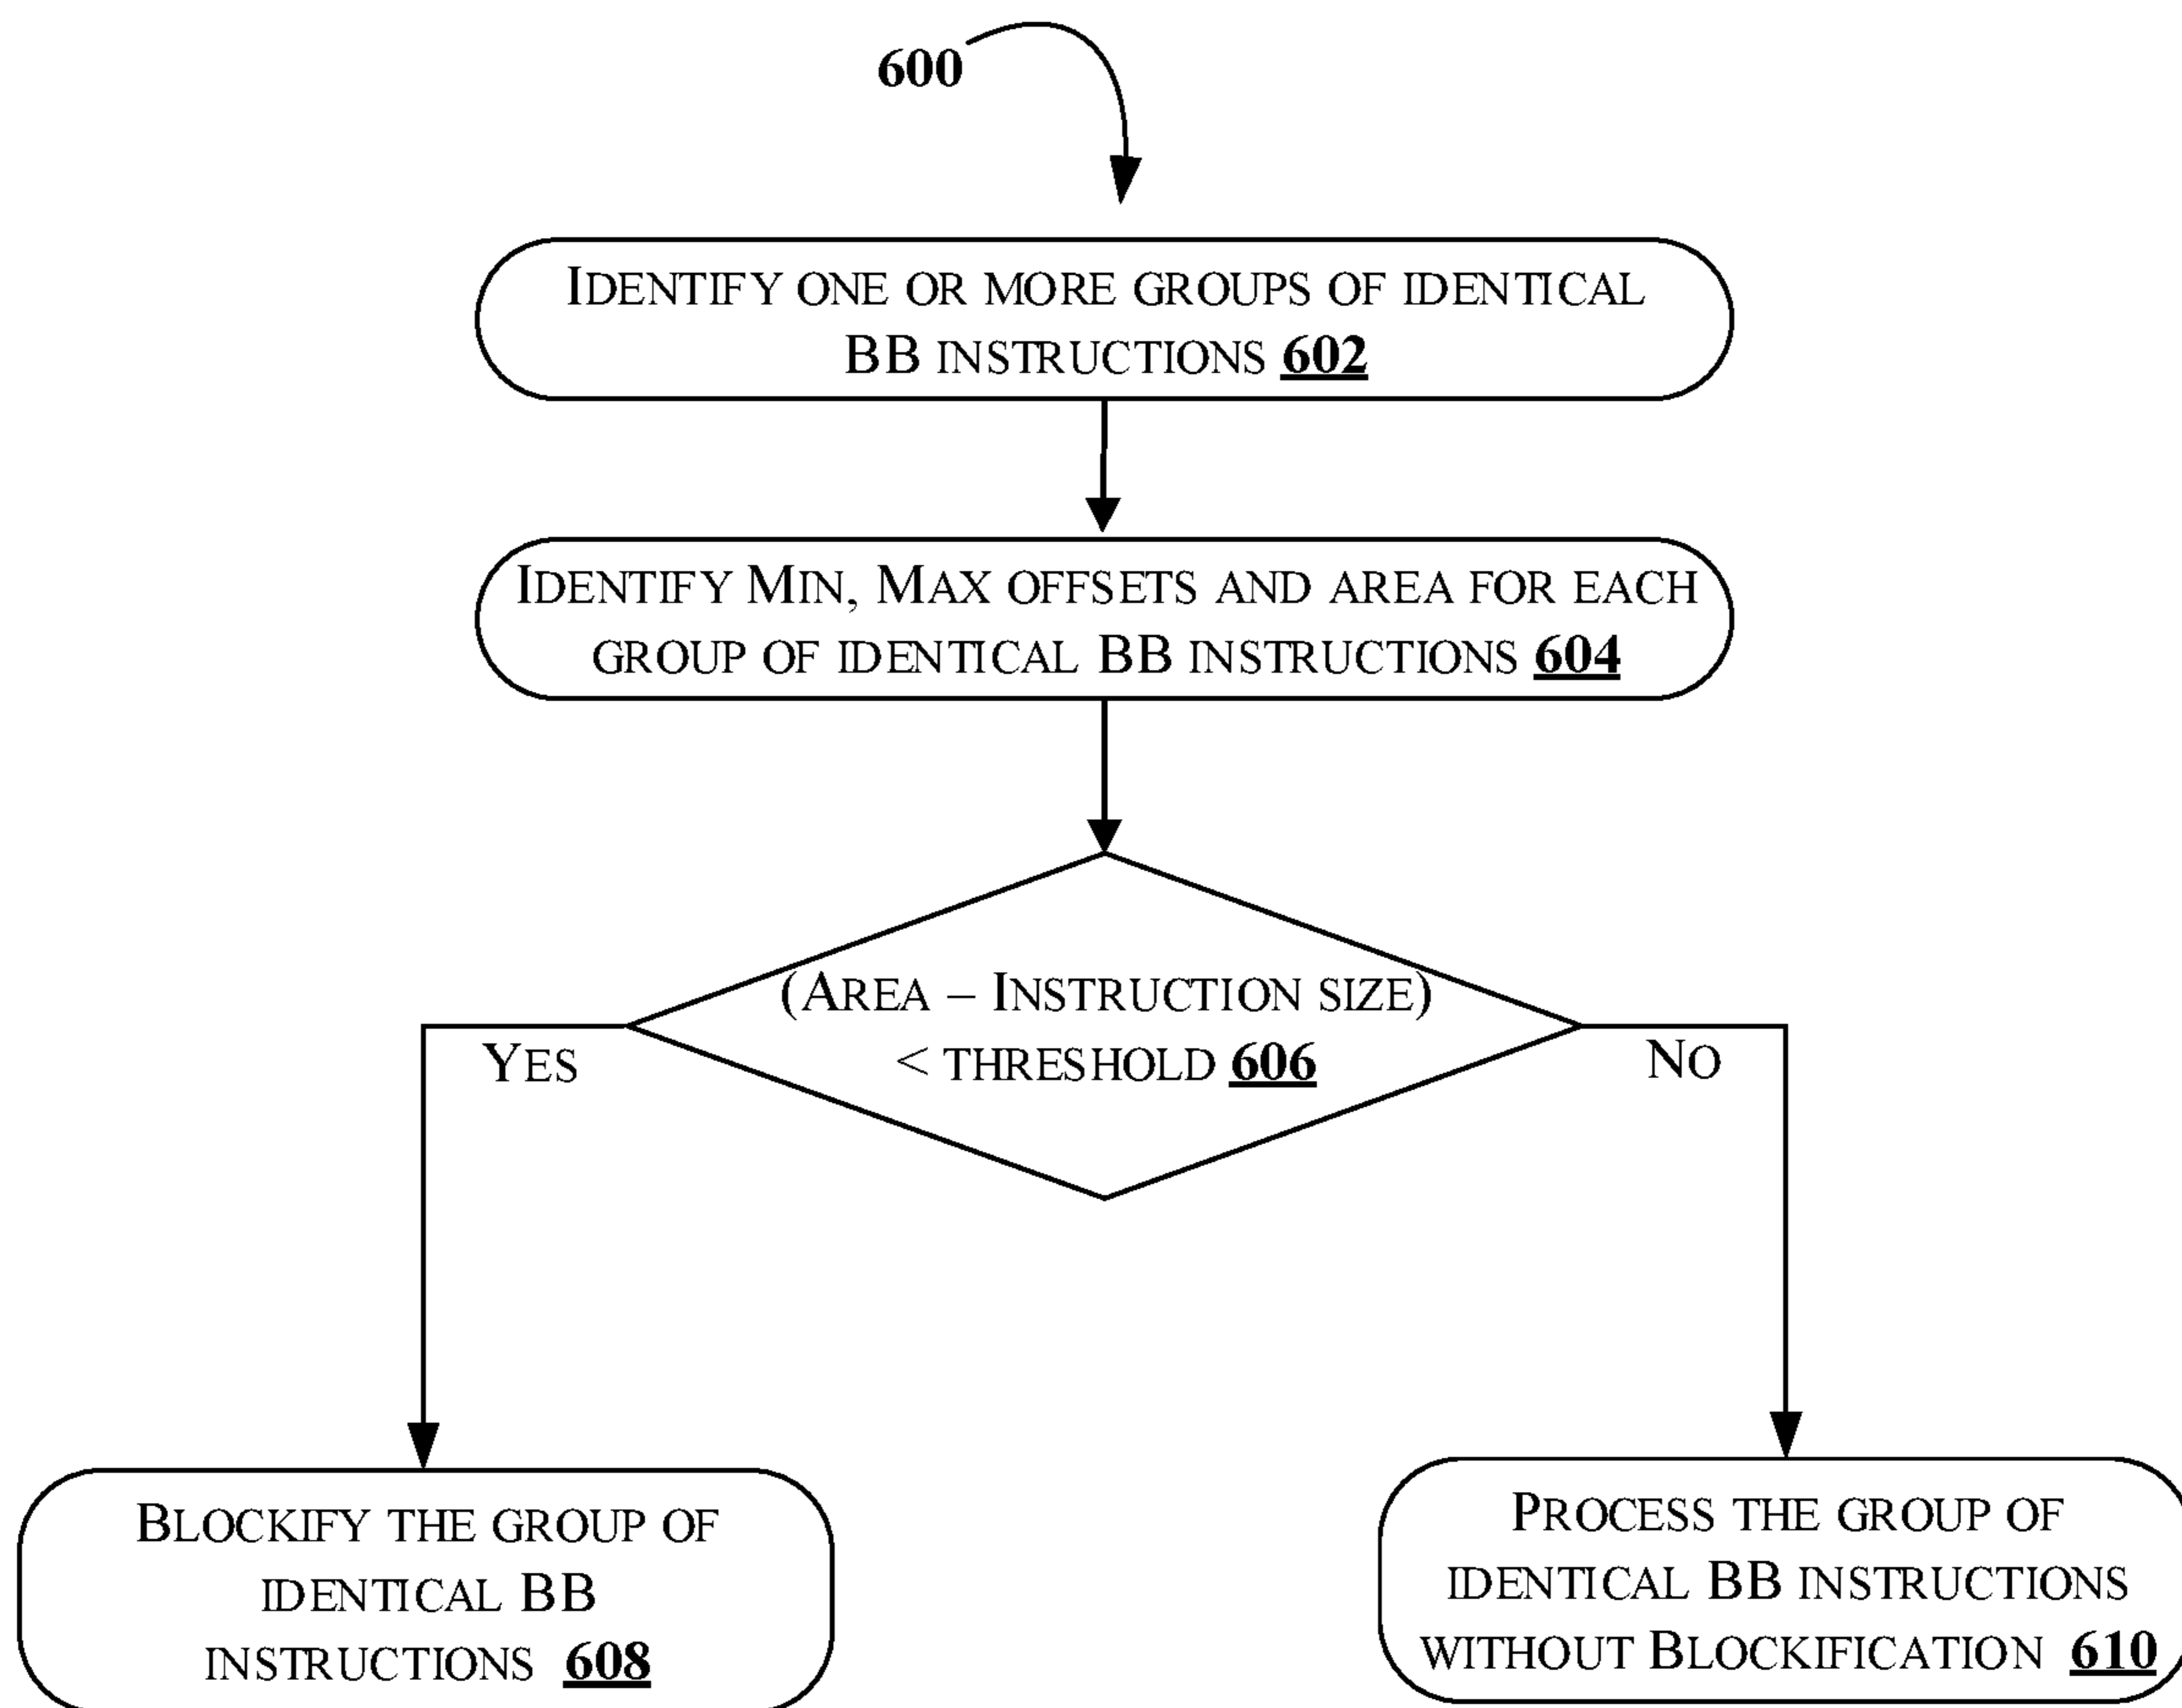 600
Identify one or more groups of identical
BB instructions 602
Identify Min, Max offsets and area for each
group of identical BB instructions 604
(Area – Instruction size)
< threshold 606
Yes
No
Blockify the group of
identical BB
instructions 608
Process the group of
identical BB instructions
without Blockification 610